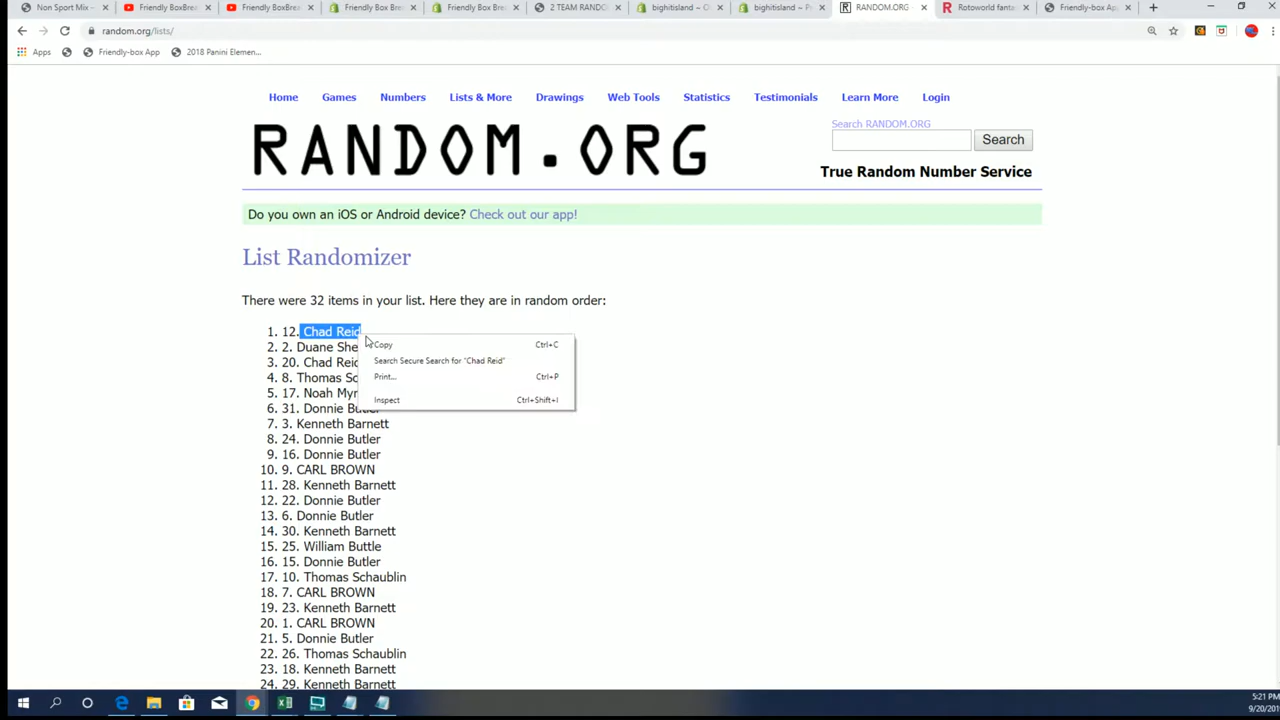 Non Sport Mix -
Friendly BoxBrea
Friendly BoxBrea
Friendly Box Bre
Friendly Box Bre
2 TEAM RANDO
bighitisland ~ O
bighitisland ~ P
RANDOM.ORG -
Rotoworld fanta
Friendly-box Ap
random.org/lists/
Apps
Friendly-box App
2018 Panini Elemen...
Home
Games
Numbers
Lists & More
Drawings
Web Tools
Statistics
Testimonials
Learn More
Login
RANDOM.ORG
Search RANDOM.ORG
Search
True Random Number Service
Do you own an iOS or Android device? Check out our app!
List Randomizer
There were 32 items in your list. Here they are in random order:
1. 12. Chad Reid
2. 2. Duane She
3. 20. Chad Reid
4. 8. Thomas Sc
5. 17. Noah Myr
6. 31. Donnie Butler
7. 3. Kenneth Barnett
8. 24. Donnie Butler
9. 16. Donnie Butler
10. 9. CARL BROWN
11. 28. Kenneth Barnett
12. 22. Donnie Butler
13. 6. Donnie Butler
14. 30. Kenneth Barnett
15. 25. William Buttle
16. 15. Donnie Butler
17. 10. Thomas Schaublin
18. 7. CARL BROWN
19. 23. Kenneth Barnett
20. 1. CARL BROWN
21. 5. Donnie Butler
22. 26. Thomas Schaublin
23. 18. Kenneth Barnett
24. 29. Kenneth Barnett
Copy Ctrl+C
Search Secure Search for "Chad Reid"
Print... Ctrl+P
Inspect Ctrl+Shift+I
5:21 PM
9/20/201